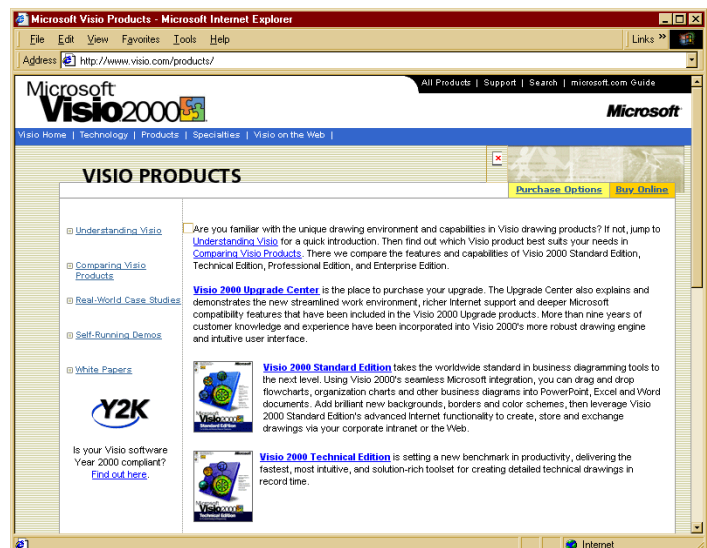 Microsoft Visio Products - Microsoft Internet Explorer
File Edit View Favorites Tools Help Links »
Address http://www.visio.com/products/
All Products | Support | Search | microsoft.com Guide
Microsoft
Visio2000
Microsoft
Visio Home | Technology | Products | Specialties | Visio on the Web |
VISIO PRODUCTS
Purchase Options Buy Online
Understanding Visio
Comparing Visio
Products
Real-World Case Studies
Self-Running Demos
White Papers
Y2K
Is your Visio software
Year 2000 compliant?
Find out here.
Are you familiar with the unique drawing environment and capabilities in Visio drawing products? If not, jump to
Understanding Visio for a quick introduction. Then find out which Visio product best suits your needs in
Comparing Visio Products. There we compare the features and capabilities of Visio 2000 Standard Edition,
Technical Edition, Professional Edition, and Enterprise Edition.
Visio 2000 Upgrade Center is the place to purchase your upgrade. The Upgrade Center also explains and
demonstrates the new streamlined work environment, richer Internet support and deeper Microsoft
compatibility features that have been included in the Visio 2000 Upgrade products. More than nine years of
customer knowledge and experience have been incorporated into Visio 2000's more robust drawing engine
and intuitive user interface.
Microsoft
Visio2000
Standard Edition
Visio 2000 Standard Edition takes the worldwide standard in business diagramming tools to
the next level. Using Visio 2000's seamless Microsoft integration, you can drag and drop
flowcharts, organization charts and other business diagrams into PowerPoint, Excel and Word
documents. Add brilliant new backgrounds, borders and color schemes, then leverage Visio
2000 Standard Edition's advanced Internet functionality to create, store and exchange
drawings via your corporate intranet or the Web.
Microsoft
Visio2000
Technical Edition
Visio 2000 Technical Edition is setting a new benchmark in productivity, delivering the
fastest, most intuitive, and solution-rich toolset for creating detailed technical drawings in
record time.
Internet